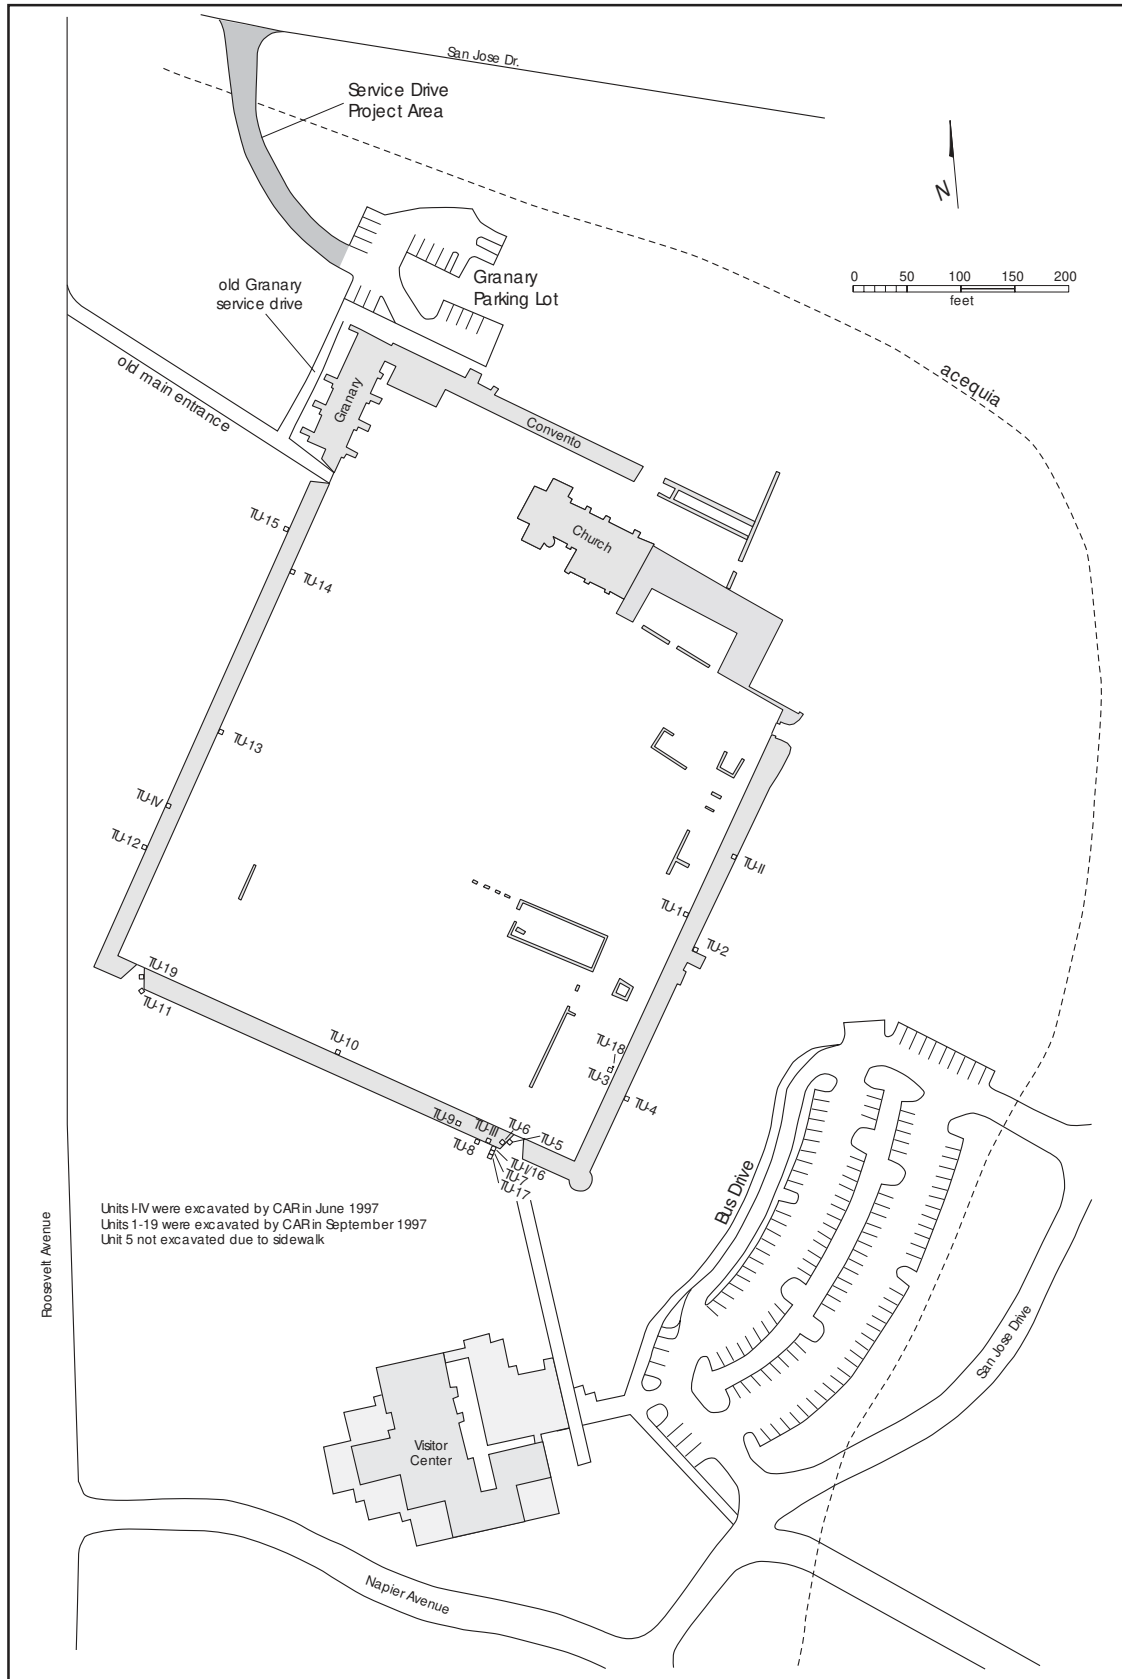 San Jose Dr.
Service Drive
Project Area
N
0 50 100 150 200
feet
Granary
Parking Lot
old Granary
service drive
acequia
old main entrance
Granary
Convento
Church
TU-15
TU-14
TU-13
TU-IV
TU-12
TU-II
TU-1
TU-2
TU-19
TU-11
TU-10
TU-18
TU-3
TU-4
TU-9
TU-III
TU-6
TU-5
TU-8
TU-I/16
TU-7
TU-17
Bus Drive
Units I-IV were excavated by CAR in June 1997
Units 1-19 were excavated by CAR in September 1997
Unit 5 not excavated due to sidewalk
Roosevelt Avenue
San Jose Drive
Visitor
Center
Napier Avenue